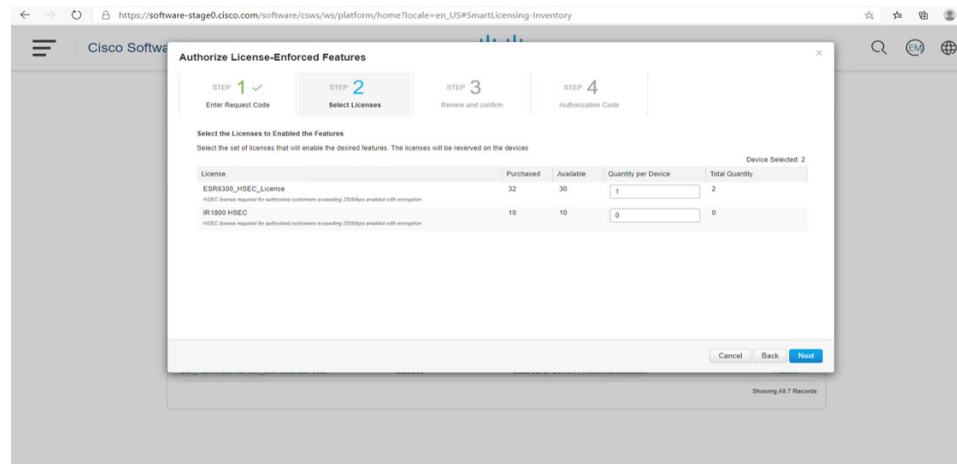 https://software-stage0.cisco.com/software/csws/ws/platform/home?locale=en_US#SmartLicensing-Inventory
Cisco Softwa
EM
Authorize License-Enforced Features
STEP 1
Enter Request Code
STEP 2
Select Licenses
STEP 3
Review and confirm
STEP 4
Authorization Code
Select the Licenses to Enabled the Features
Select the set of licenses that will enable the desired features. The licenses will be reserved on the devices
Device Selected: 2
License Purchased Available Quantity per Device Total Quantity
ESR6300_HSEC_License 32 30 1 2
HSEC license required for authorized customers exceeding 250Mbps enabled with encryption
IR1800 HSEC 10 10 0 0
HSEC license required for authorized customers exceeding 250Mbps enabled with encryption
Cancel Back Next
Showing All 7 Records